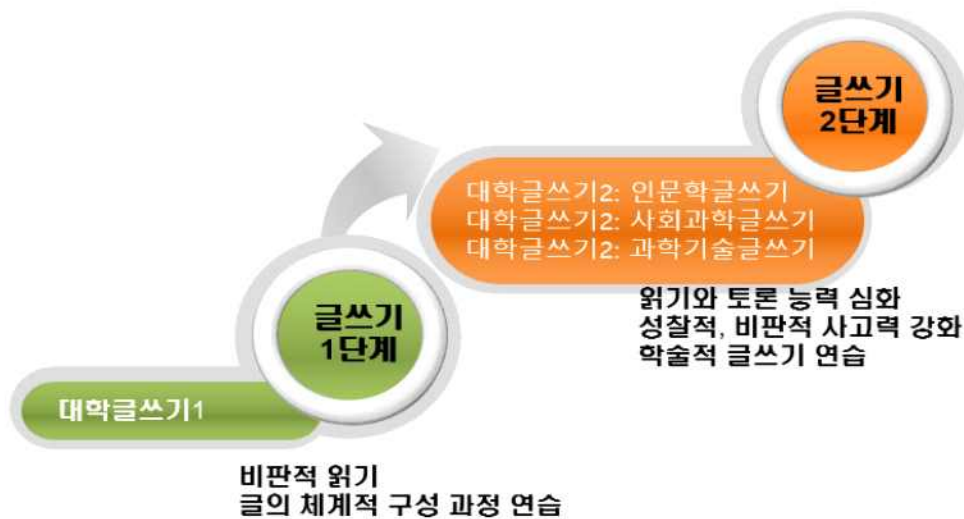 글쓰기
2단계
대학글쓰기2: 인문학글쓰기
대학글쓰기2: 사회과학글쓰기
대학글쓰기2: 과학기술글쓰기
읽기와 토론 능력 심화
성찰적, 비판적 사고력 강화
학술적 글쓰기 연습
글쓰기
1단계
대학글쓰기1
비판적 읽기
글의 체계적 구성 과정 연습